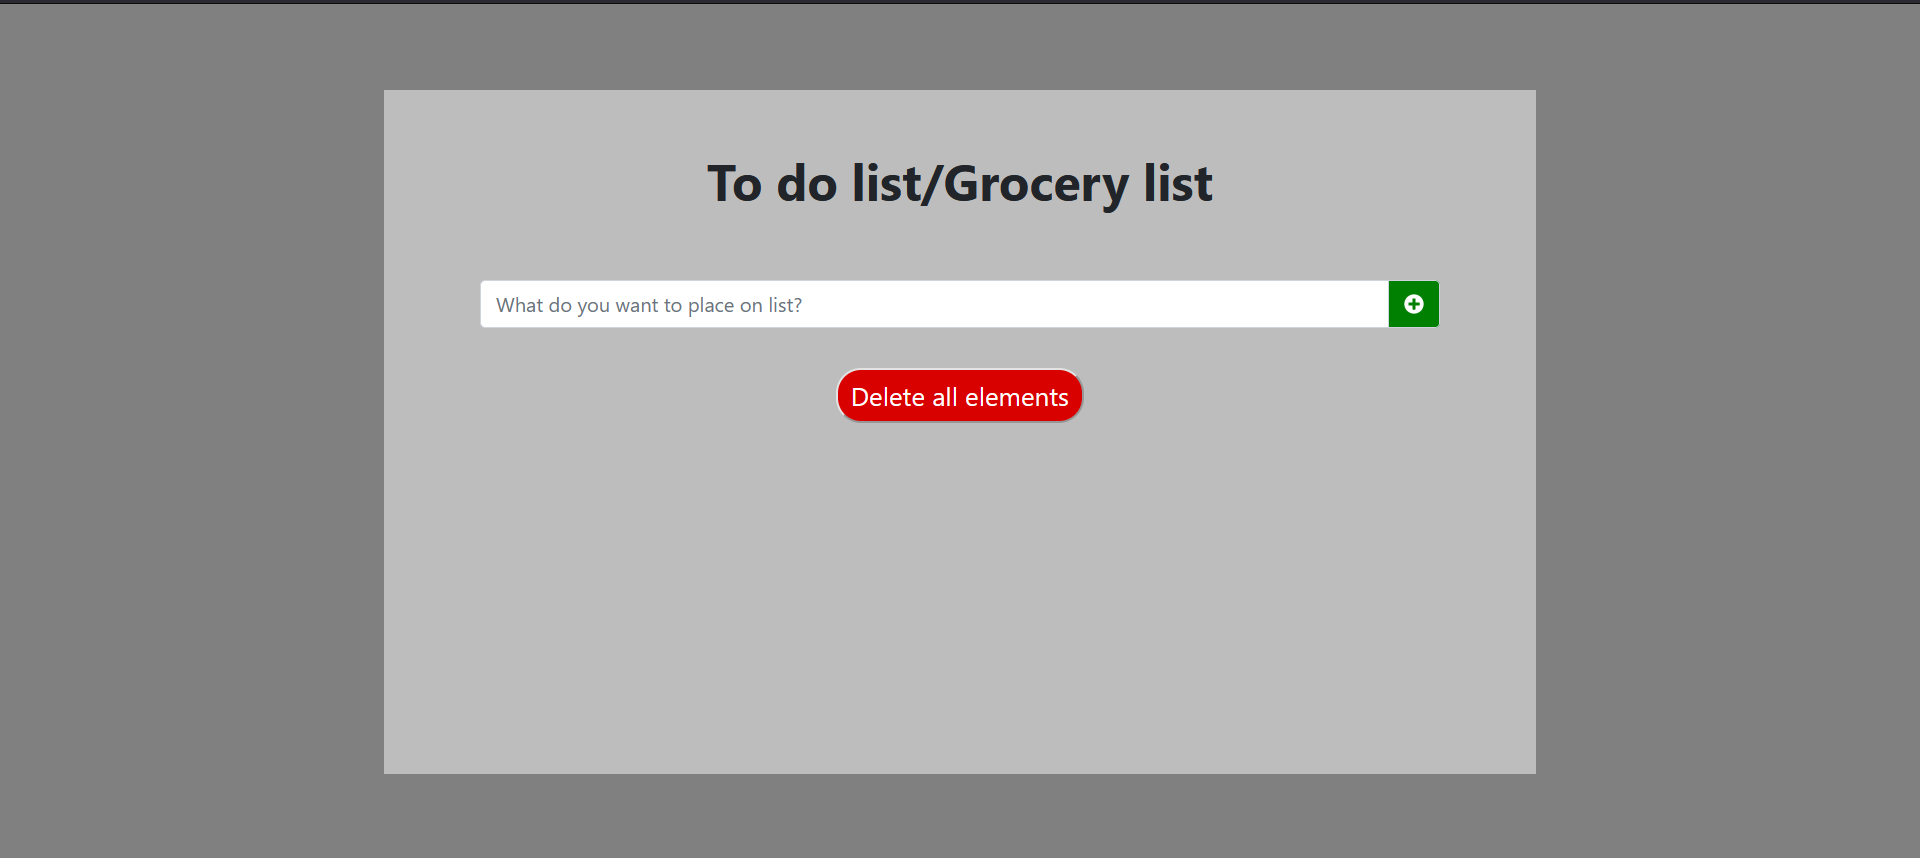 To do list/Grocery list
What do you want to place on list?
Delete all elements